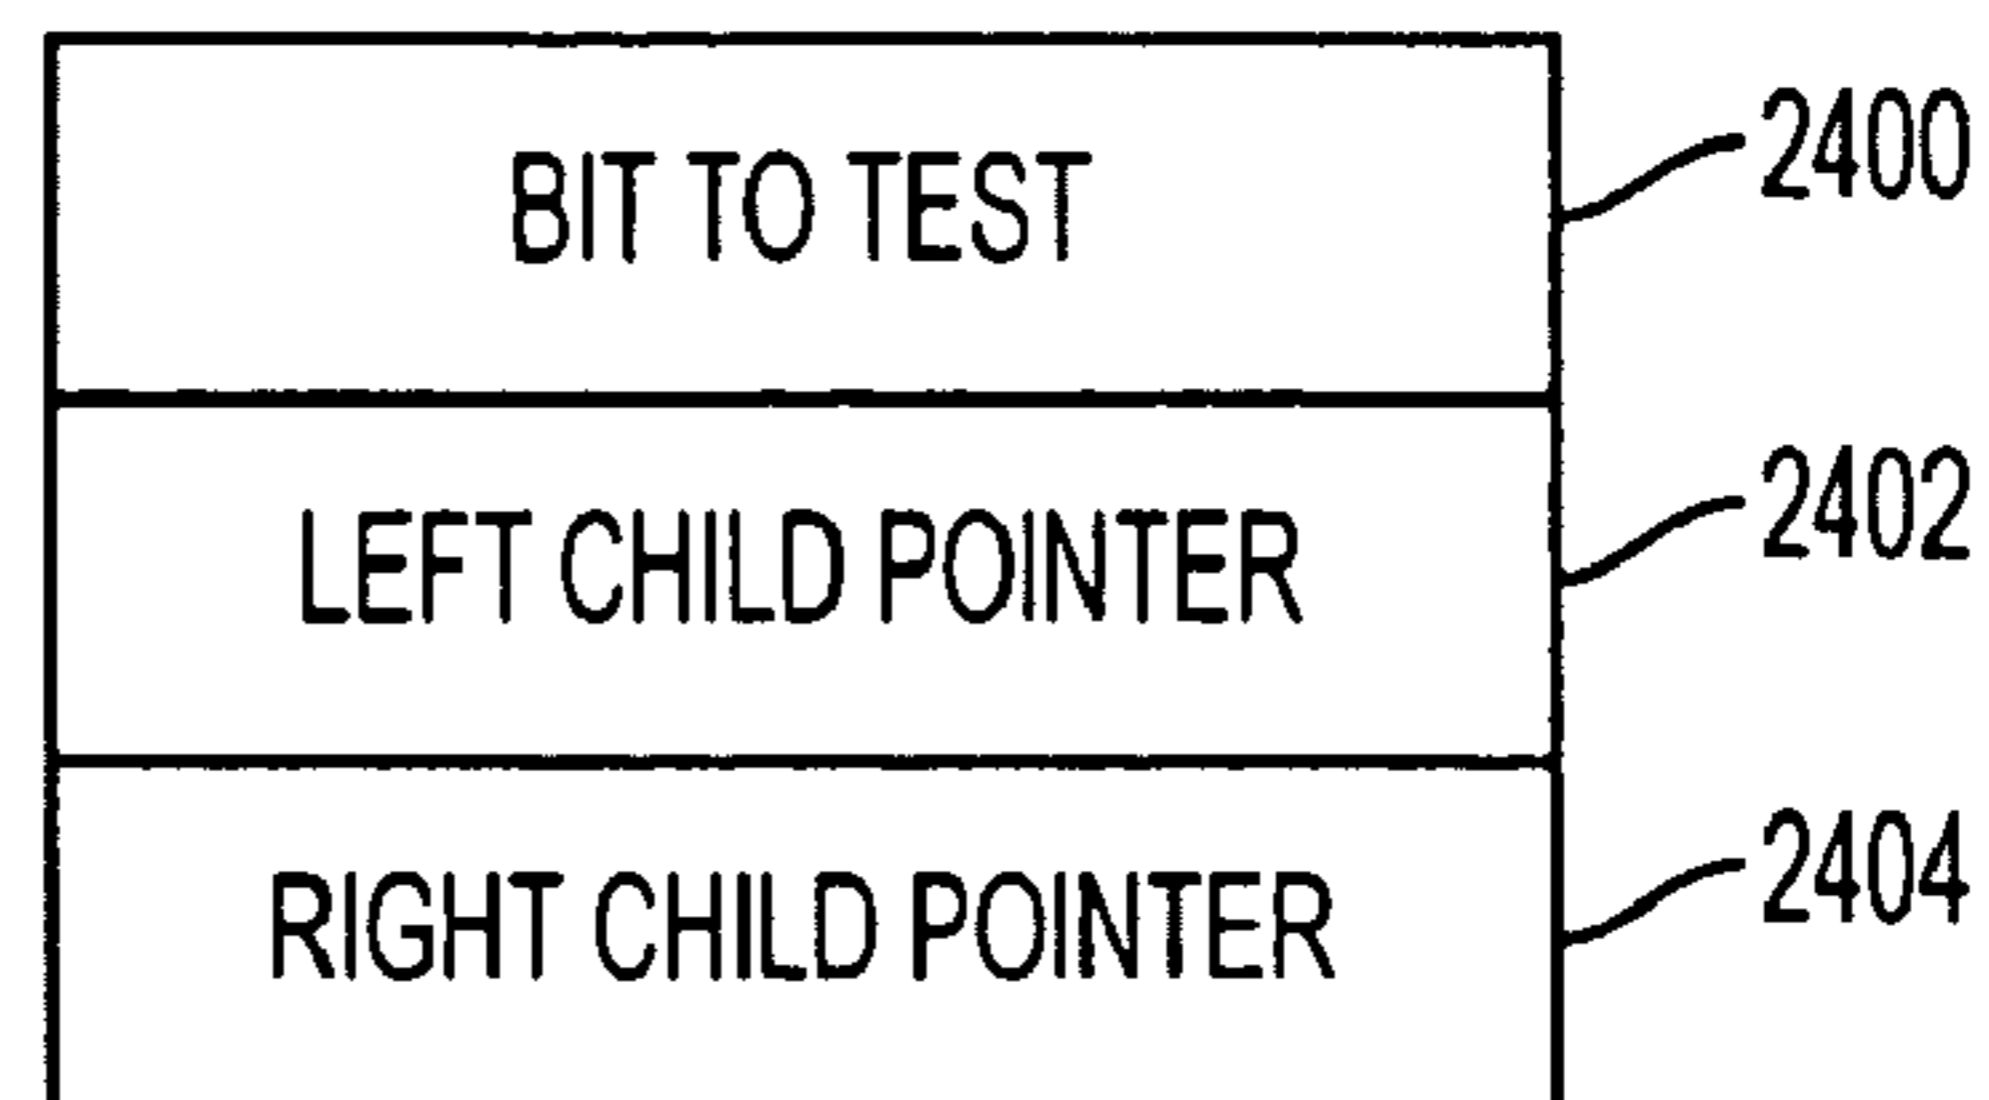 BIT TO TEST 2400
LEFT CHILD POINTER 2402
RIGHT CHILD POINTER 2404